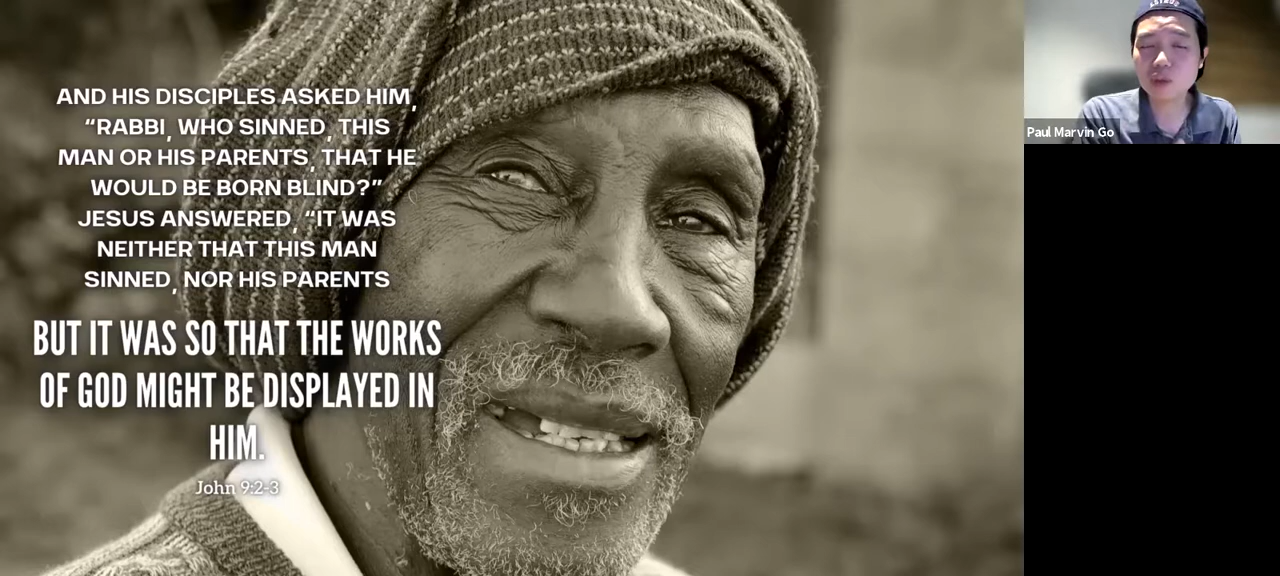 AND HIS DISCIPLES ASKED HIM,
“RABBI, WHO SINNED, THIS
MAN OR HIS PARENTS, THAT HE
WOULD BE BORN BLIND?”
JESUS ANSWERED, “IT WAS
NEITHER THAT THIS MAN
SINNED, NOR HIS PARENTS
BUT IT WAS SO THAT THE WORKS
OF GOD MIGHT BE DISPLAYED IN
HIM.
John 9:2-3
ASTROS
Paul Marvin Go